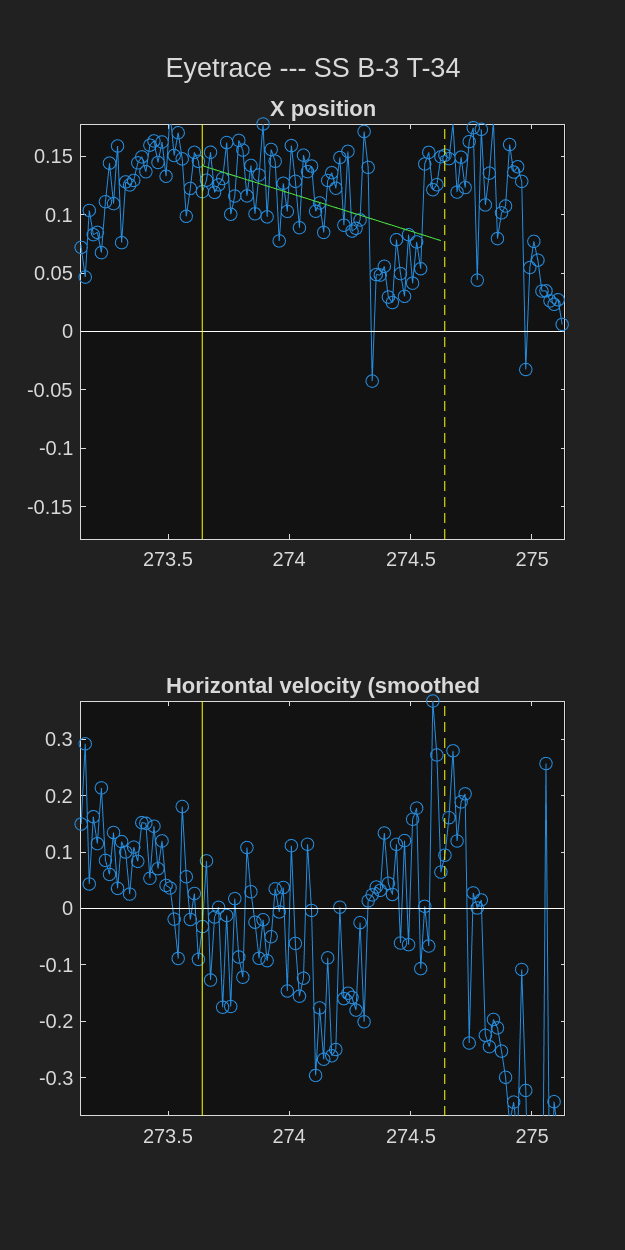 Eyetrace --- SS B-3 T-34
X position
0.15
0.1
0.05
0
-0.05
-0.1
-0.15
273.5 274 274.5 275
Horizontal velocity (smoothed
0.3
0.2
0.1
0
-0.1
-0.2
-0.3
273.5 274 274.5 275